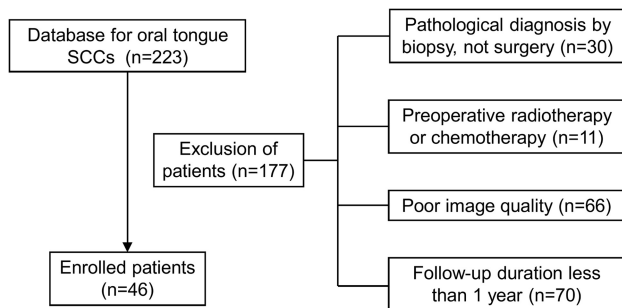 Database for oral tongue
SCCs (n=223)
Exclusion of
patients (n=177)
Enrolled patients
(n=46)
Pathological diagnosis by
biopsy, not surgery (n=30)
Preoperative radiotherapy
or chemotherapy (n=11)
Poor image quality (n=66)
Follow-up duration less
than 1 year (n=70)